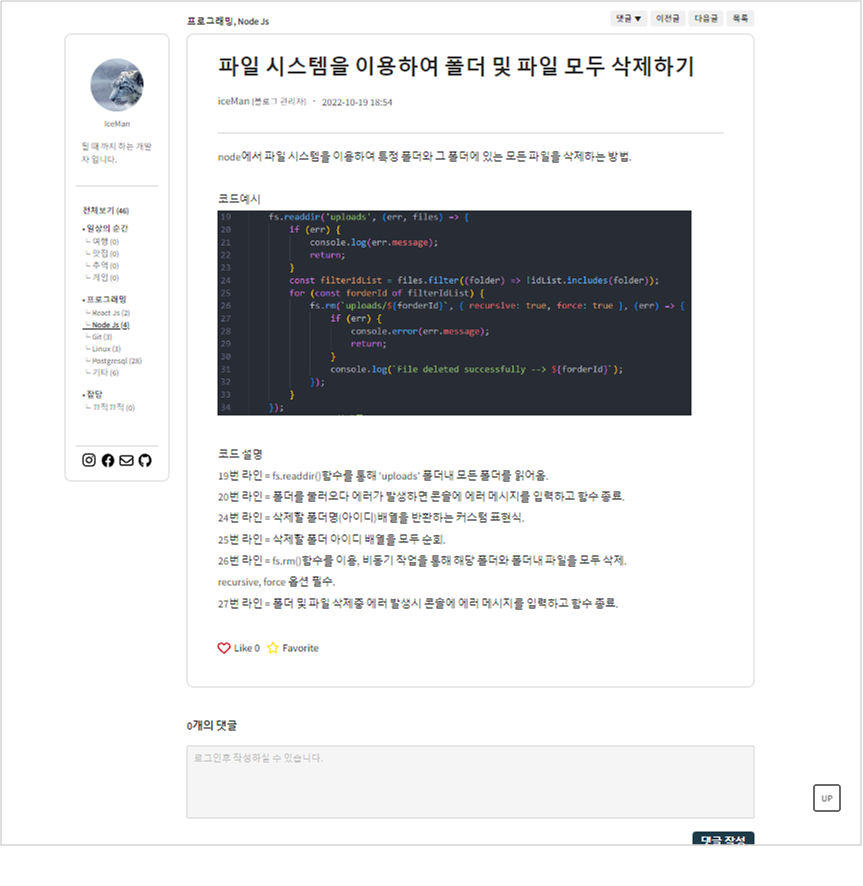 프로그래밍, Node Js
댓글 ▼ 이전글 다음글 목록
IceMan
될 때 까지 하는 개발
자 입니다.
전체보기 (46)
• 일상의 순간
ㄴ 여행 (0)
ㄴ 맛집 (0)
ㄴ 추억 (0)
ㄴ 게임 (0)
• 프로그래밍
ㄴ React Js (2)
ㄴ Node Js (4)
ㄴ Git (3)
ㄴ Linux (3)
ㄴ Postgresql (28)
ㄴ 기타 (6)
• 잡담
ㄴ 끄적끄적 (0)
파일 시스템을 이용하여 폴더 및 파일 모두 삭제하기
iceMan [블로그 관리자] · 2022-10-19 18:54
node에서 파일 시스템을 이용하여 특정 폴더와 그 폴더에 있는 모든 파일을 삭제하는 방법.
코드예시
19 fs.readdir('uploads', (err, files) => {
20 if (err) {
21 console.log(err.message);
22 return;
23 }
24 const filterIdList = files.filter((folder) => !idList.includes(folder));
25 for (const forderId of filterIdList) {
26 fs.rm(`uploads/${forderId}`, { recursive: true, force: true }, (err) => {
27 if (err) {
28 console.error(err.message);
29 return;
30 }
31 console.log(`File deleted successfully --> ${forderId}`);
32 });
33 }
34 });
코드 설명
19번 라인 = fs.readdir()함수를 통해 'uploads' 폴더내 모든 폴더를 읽어옴.
20번 라인 = 폴더를 불러오다 에러가 발생하면 콘솔에 에러 메시지를 입력하고 함수 종료.
24번 라인 = 삭제할 폴더명(아이디)배열을 반환하는 커스텀 표현식.
25번 라인 = 삭제할 폴더 아이디 배열을 모두 순회.
26번 라인 = fs.rm()함수를 이용, 비동기 작업을 통해 해당 폴더와 폴더내 파일을 모두 삭제.
recursive, force 옵션 필수.
27번 라인 = 폴더 및 파일 삭제중 에러 발생시 콘솔에 에러 메시지를 입력하고 함수 종료.
Like 0 Favorite
0개의 댓글
로그인후 작성하실 수 있습니다.
UP
댓글 작성